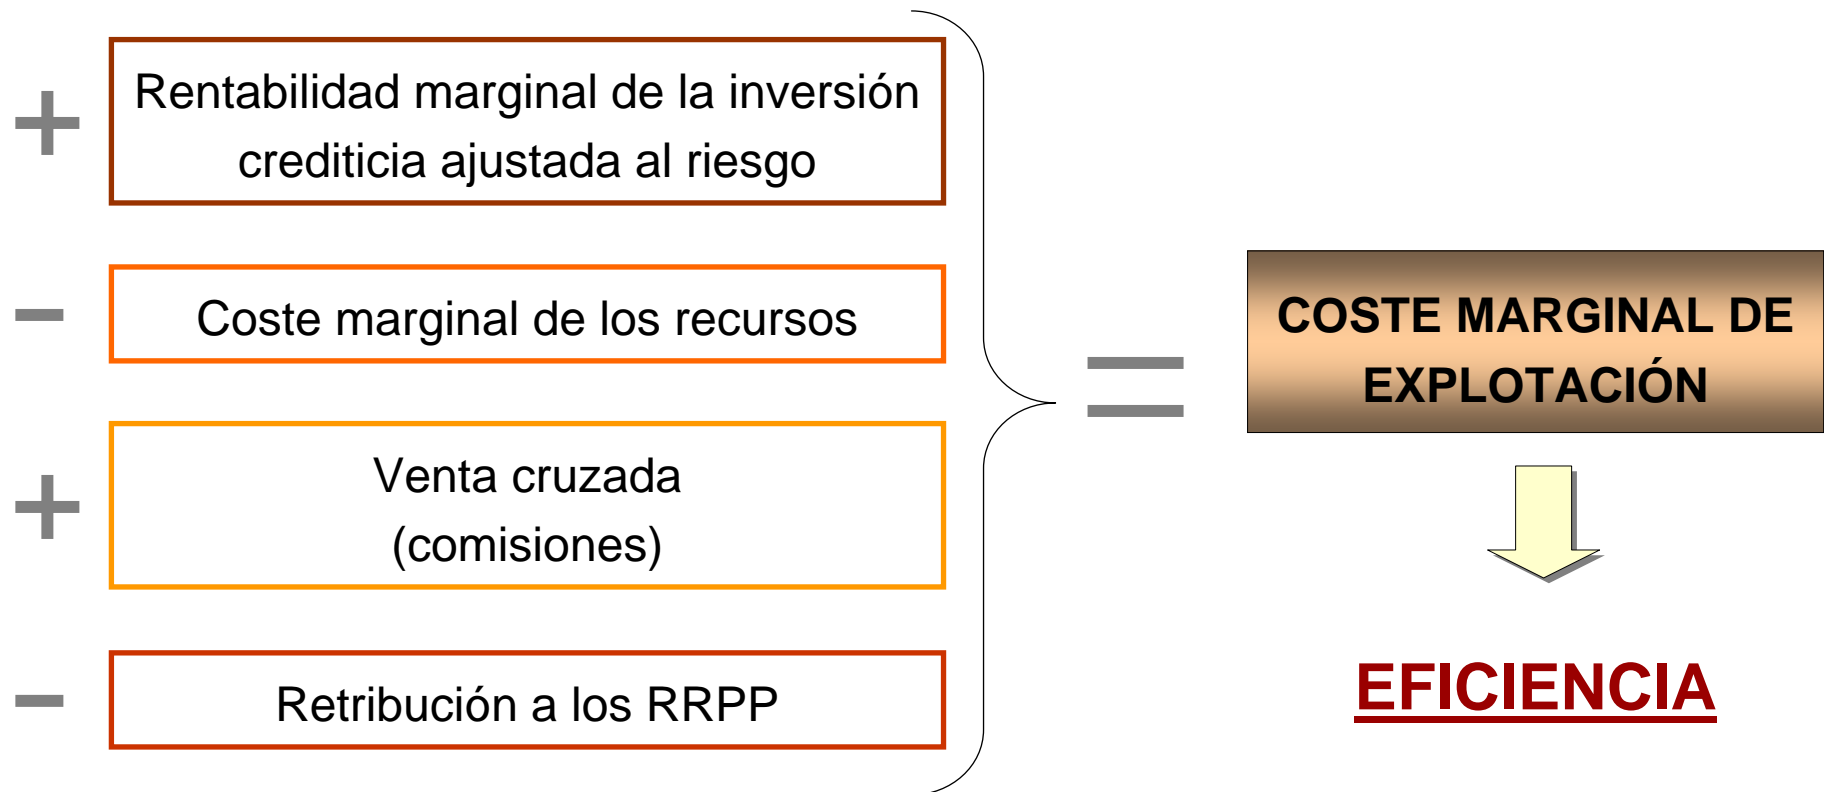 +
Rentabilidad marginal de la inversión
crediticia ajustada al riesgo
−
Coste marginal de los recursos
+
Venta cruzada
(comisiones)
−
Retribución a los RRPP
=
COSTE MARGINAL DE
EXPLOTACIÓN
EFICIENCIA